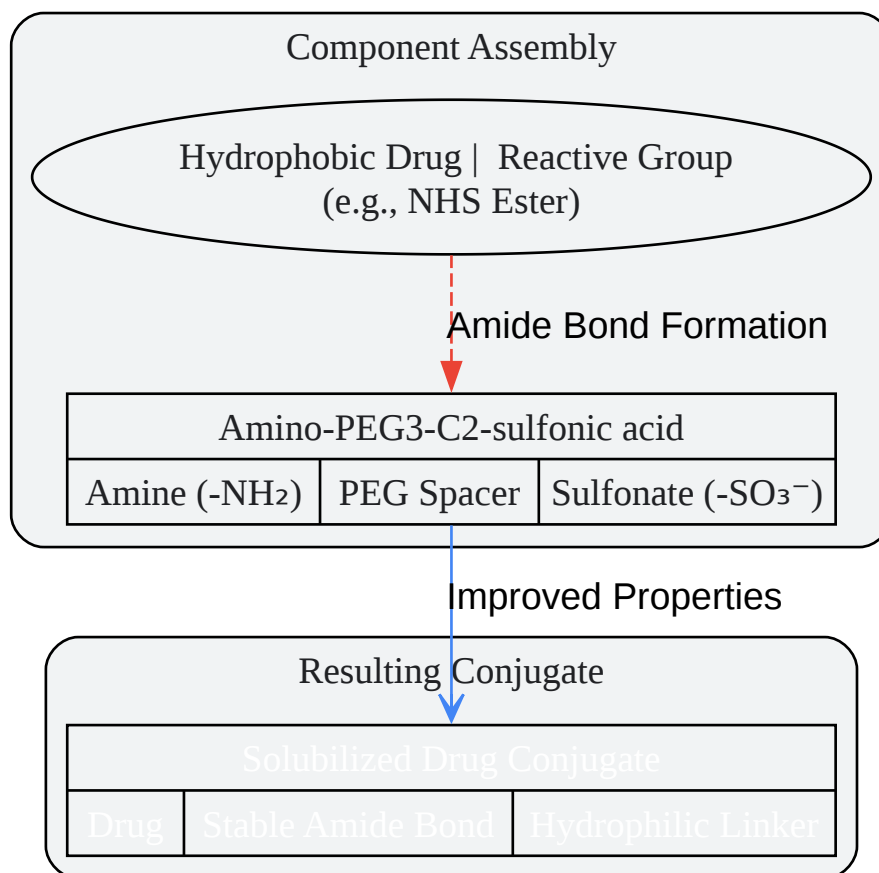 Component Assembly
Hydrophobic Drug | Reactive Group
(e.g., NHS Ester)
Amide Bond Formation
Amino-PEG3-C2-sulfonic acid
Amine (-NH₂)
PEG Spacer
Sulfonate (-SO₃⁻)
Improved Properties
Resulting Conjugate
Solubilized Drug Conjugate
Drug
Stable Amide Bond
Hydrophilic Linker